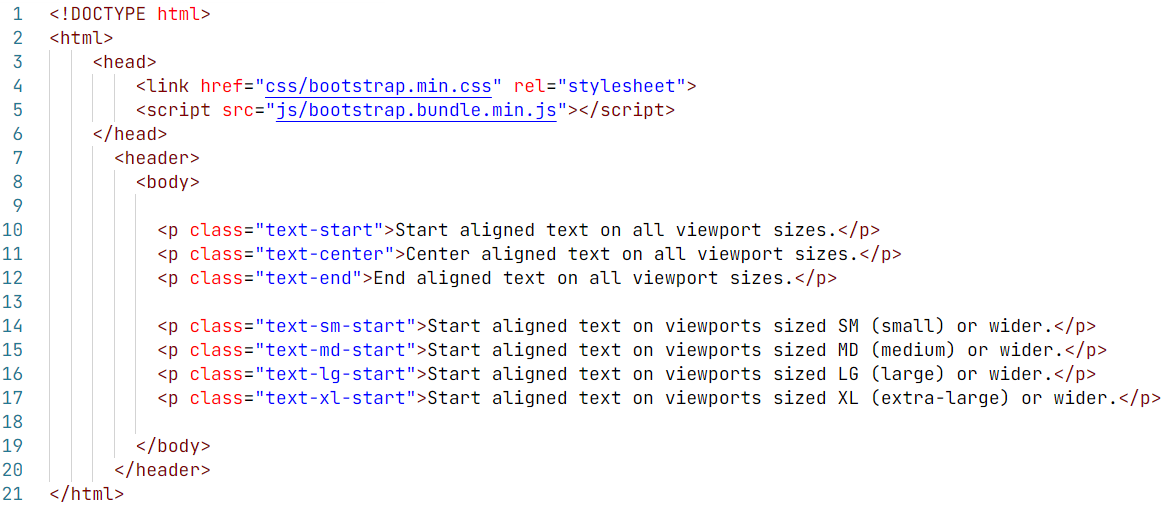 1 <!DOCTYPE html>
2 <html>
3 <head>
4 <link href="css/bootstrap.min.css" rel="stylesheet">
5 <script src="js/bootstrap.bundle.min.js"></script>
6 </head>
7 <header>
8 <body>
9
10 <p class="text-start">Start aligned text on all viewport sizes.</p>
11 <p class="text-center">Center aligned text on all viewport sizes.</p>
12 <p class="text-end">End aligned text on all viewport sizes.</p>
13
14 <p class="text-sm-start">Start aligned text on viewports sized SM (small) or wider.</p>
15 <p class="text-md-start">Start aligned text on viewports sized MD (medium) or wider.</p>
16 <p class="text-lg-start">Start aligned text on viewports sized LG (large) or wider.</p>
17 <p class="text-xl-start">Start aligned text on viewports sized XL (extra-large) or wider.</p>
18
19 </body>
20 </header>
21 </html>